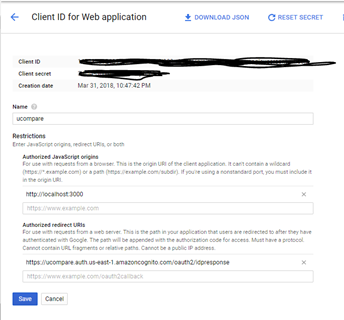 Client ID for Web application
DOWNLOAD JSON
RESET SECRET
Client ID
Client secret
Creation date Mar 31, 2018, 10:47:42 PM
Name
ucompare
Restrictions
Enter JavaScript origins, redirect URIs, or both
Authorized JavaScript origins
For use with requests from a browser. This is the origin URI of the client application. It can't contain a wildcard
(https://*.example.com) or a path (https://example.com/subdir). If you're using a nonstandard port, you must include
it in the origin URI.
http://localhost:3000
https://www.example.com
Authorized redirect URIs
For use with requests from a web server. This is the path in your application that users are redirected to after they
have authenticated with Google. The path will be appended with the authorization code for access. Must have a protocol.
Cannot contain URL fragments or relative paths. Cannot be a public IP address.
https://ucompare.auth.us-east-1.amazoncognito.com/oauth2/idpresponse
https://www.example.com/oauth2callback
Save Cancel